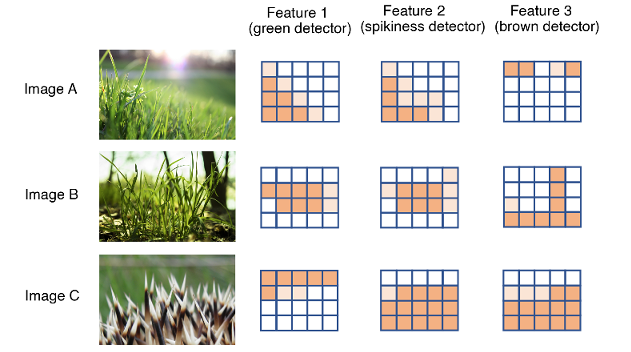 Feature 1
(green detector)
Feature 2
(spikiness detector)
Feature 3
(brown detector)
Image A
Image B
Image C